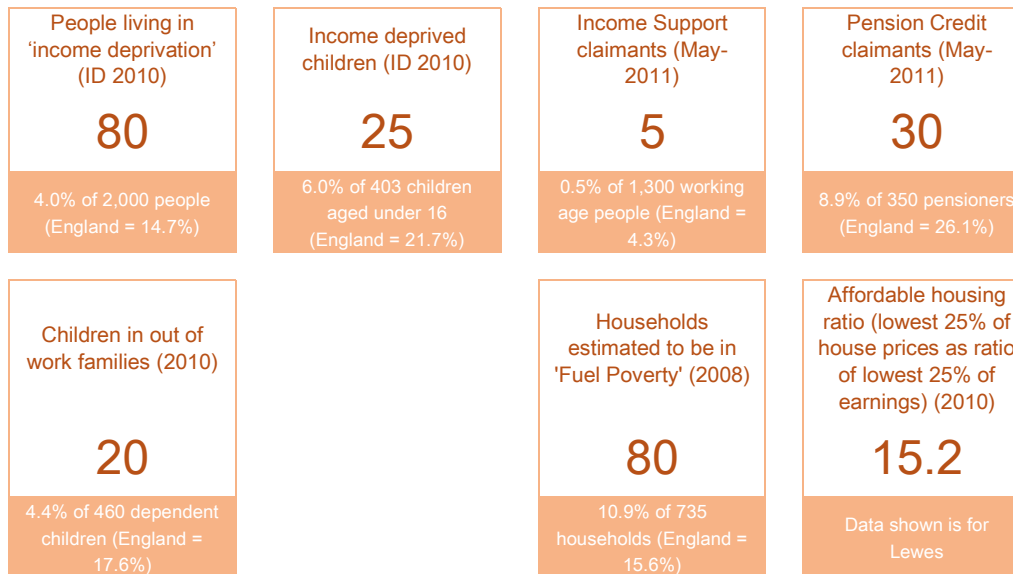 People living in
‘income deprivation’
(ID 2010)
80
4.0% of 2,000 people
(England = 14.7%)
Income deprived
children (ID 2010)
25
6.0% of 403 children
aged under 16
(England = 21.7%)
Income Support
claimants (May-
2011)
5
0.5% of 1,300 working
age people (England =
4.3%)
Pension Credit
claimants (May-
2011)
30
8.9% of 350 pensioners
(England = 26.1%)
Children in out of
work families (2010)
20
4.4% of 460 dependent
children (England =
17.6%)
Households
estimated to be in
'Fuel Poverty' (2008)
80
10.9% of 735
households (England =
15.6%)
Affordable housing
ratio (lowest 25% of
house prices as ratio
of lowest 25% of
earnings) (2010)
15.2
Data shown is for
Lewes